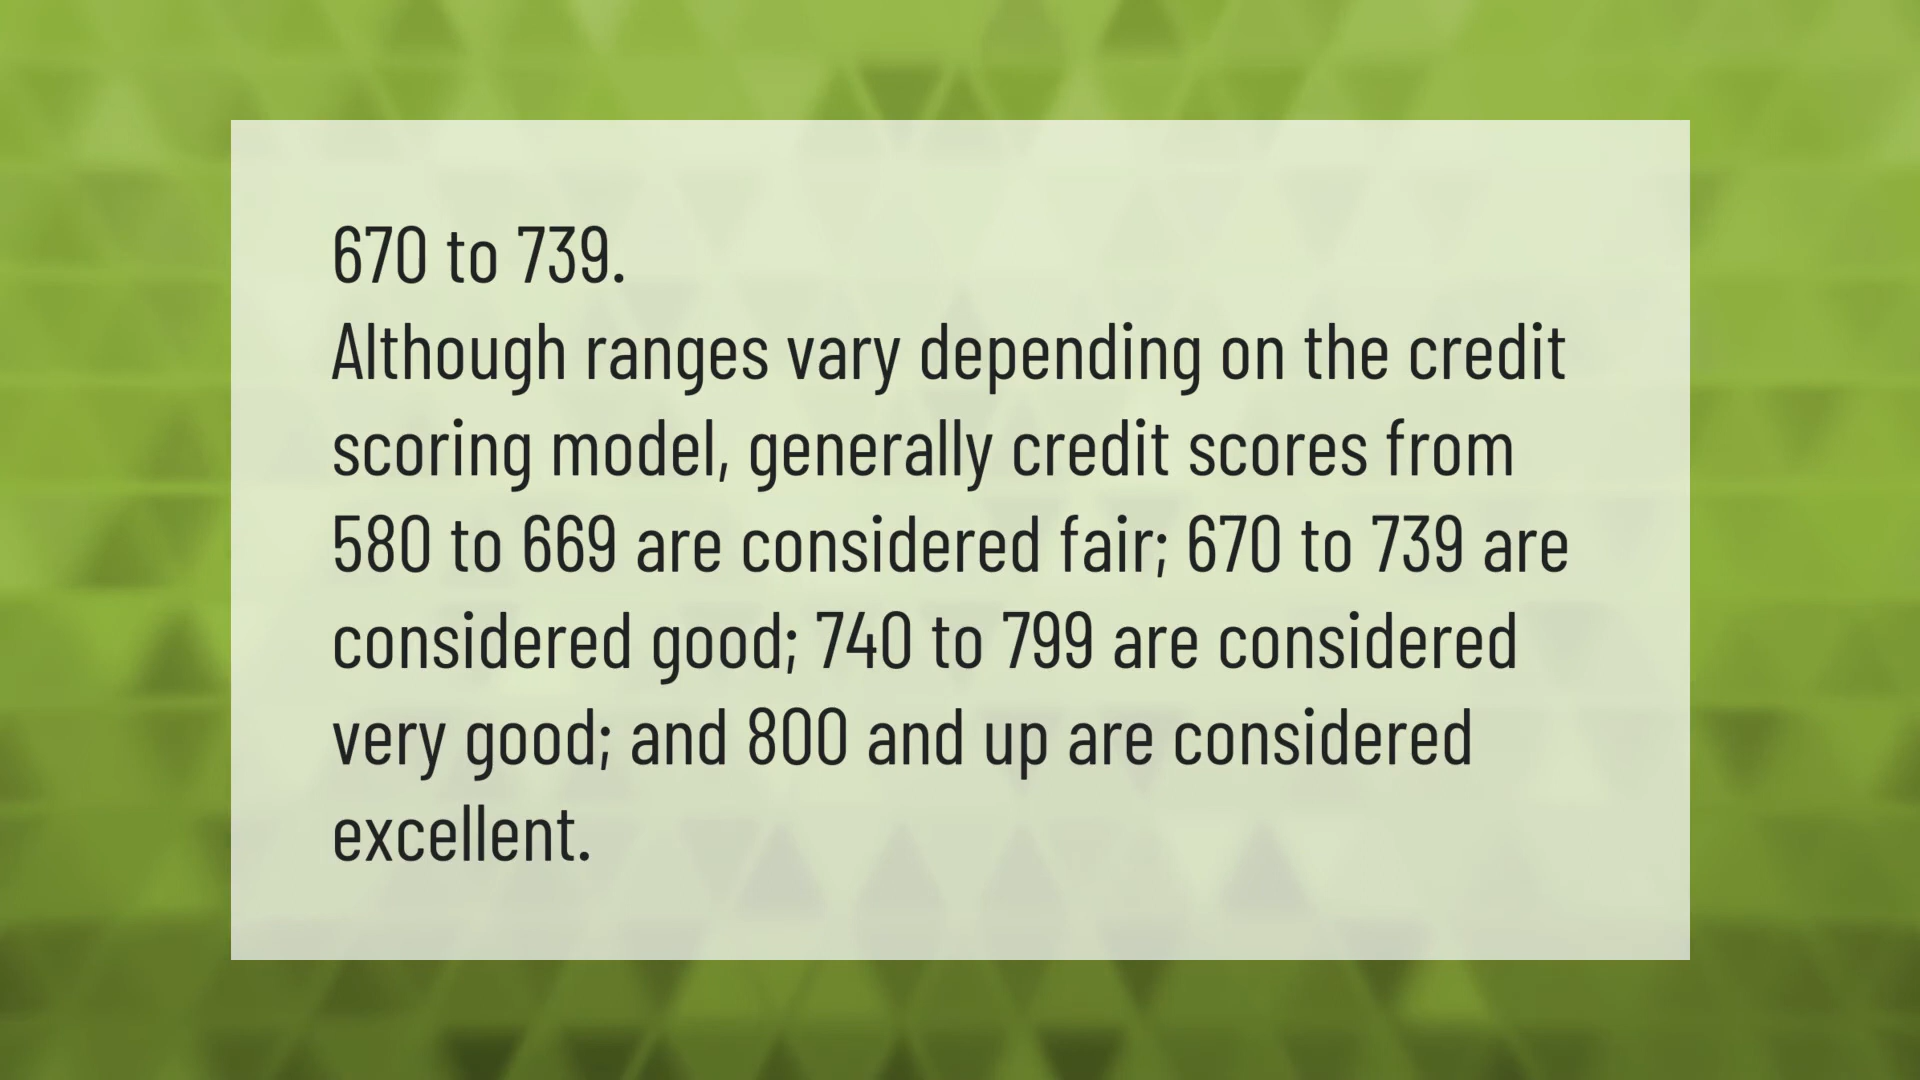 670 to 739.
Although ranges vary depending on the credit
scoring model, generally credit scores from
580 to 669 are considered fair; 670 to 739 are
considered good; 740 to 799 are considered
very good; and 800 and up are considered
excellent.